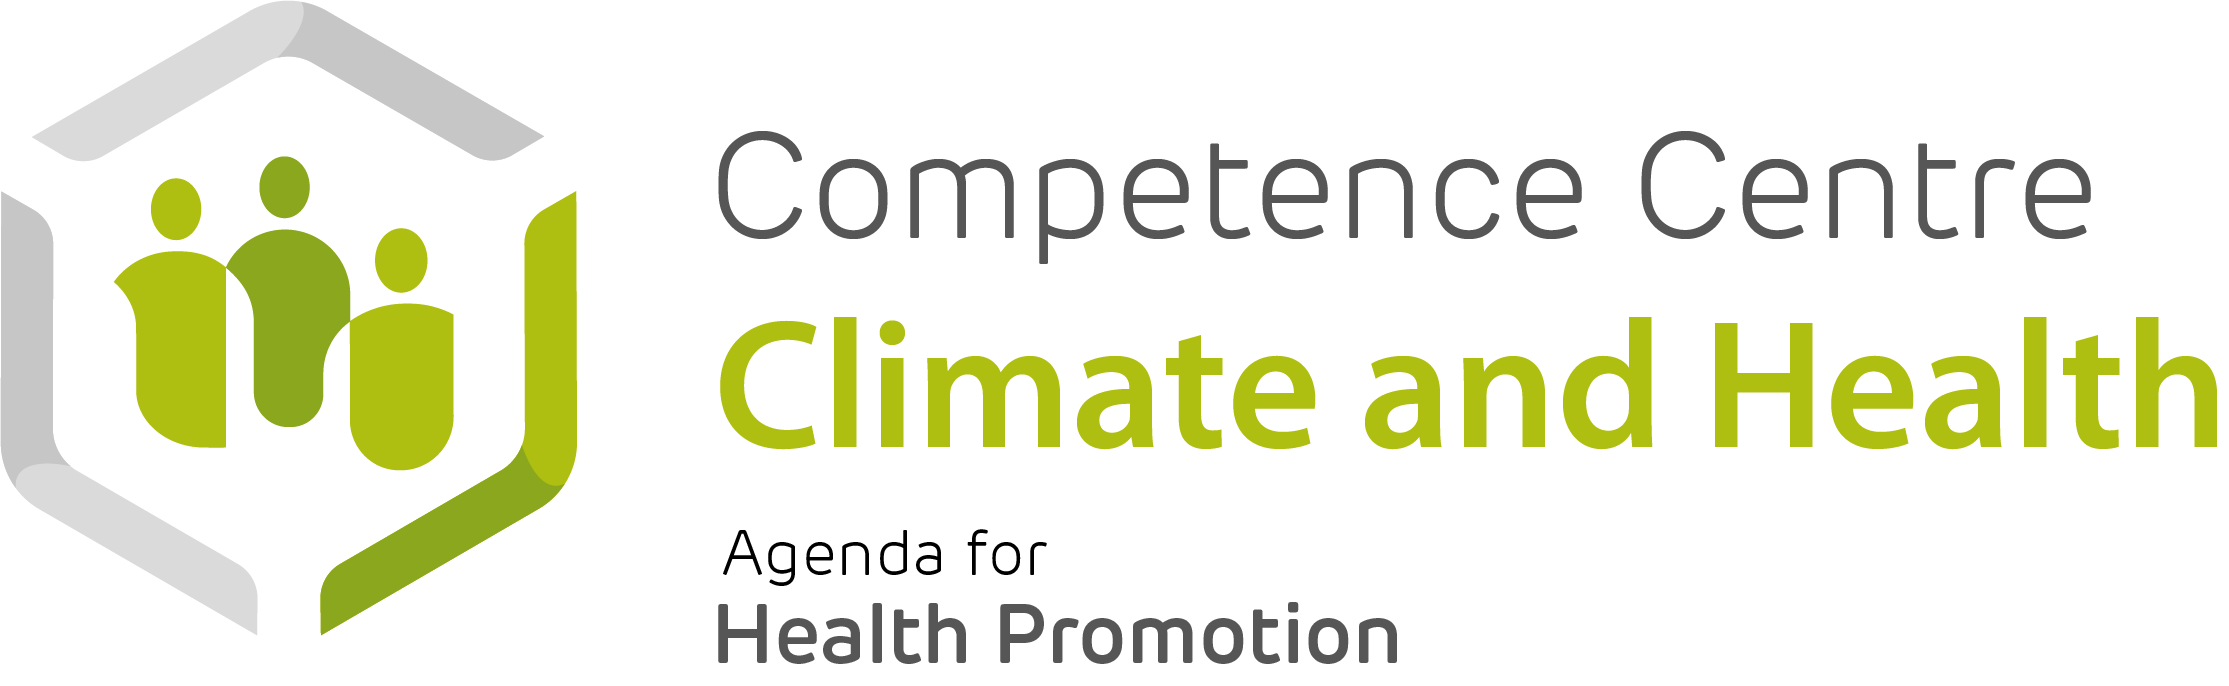 Competence Centre
Climate and Health
Agenda for
Health Promotion